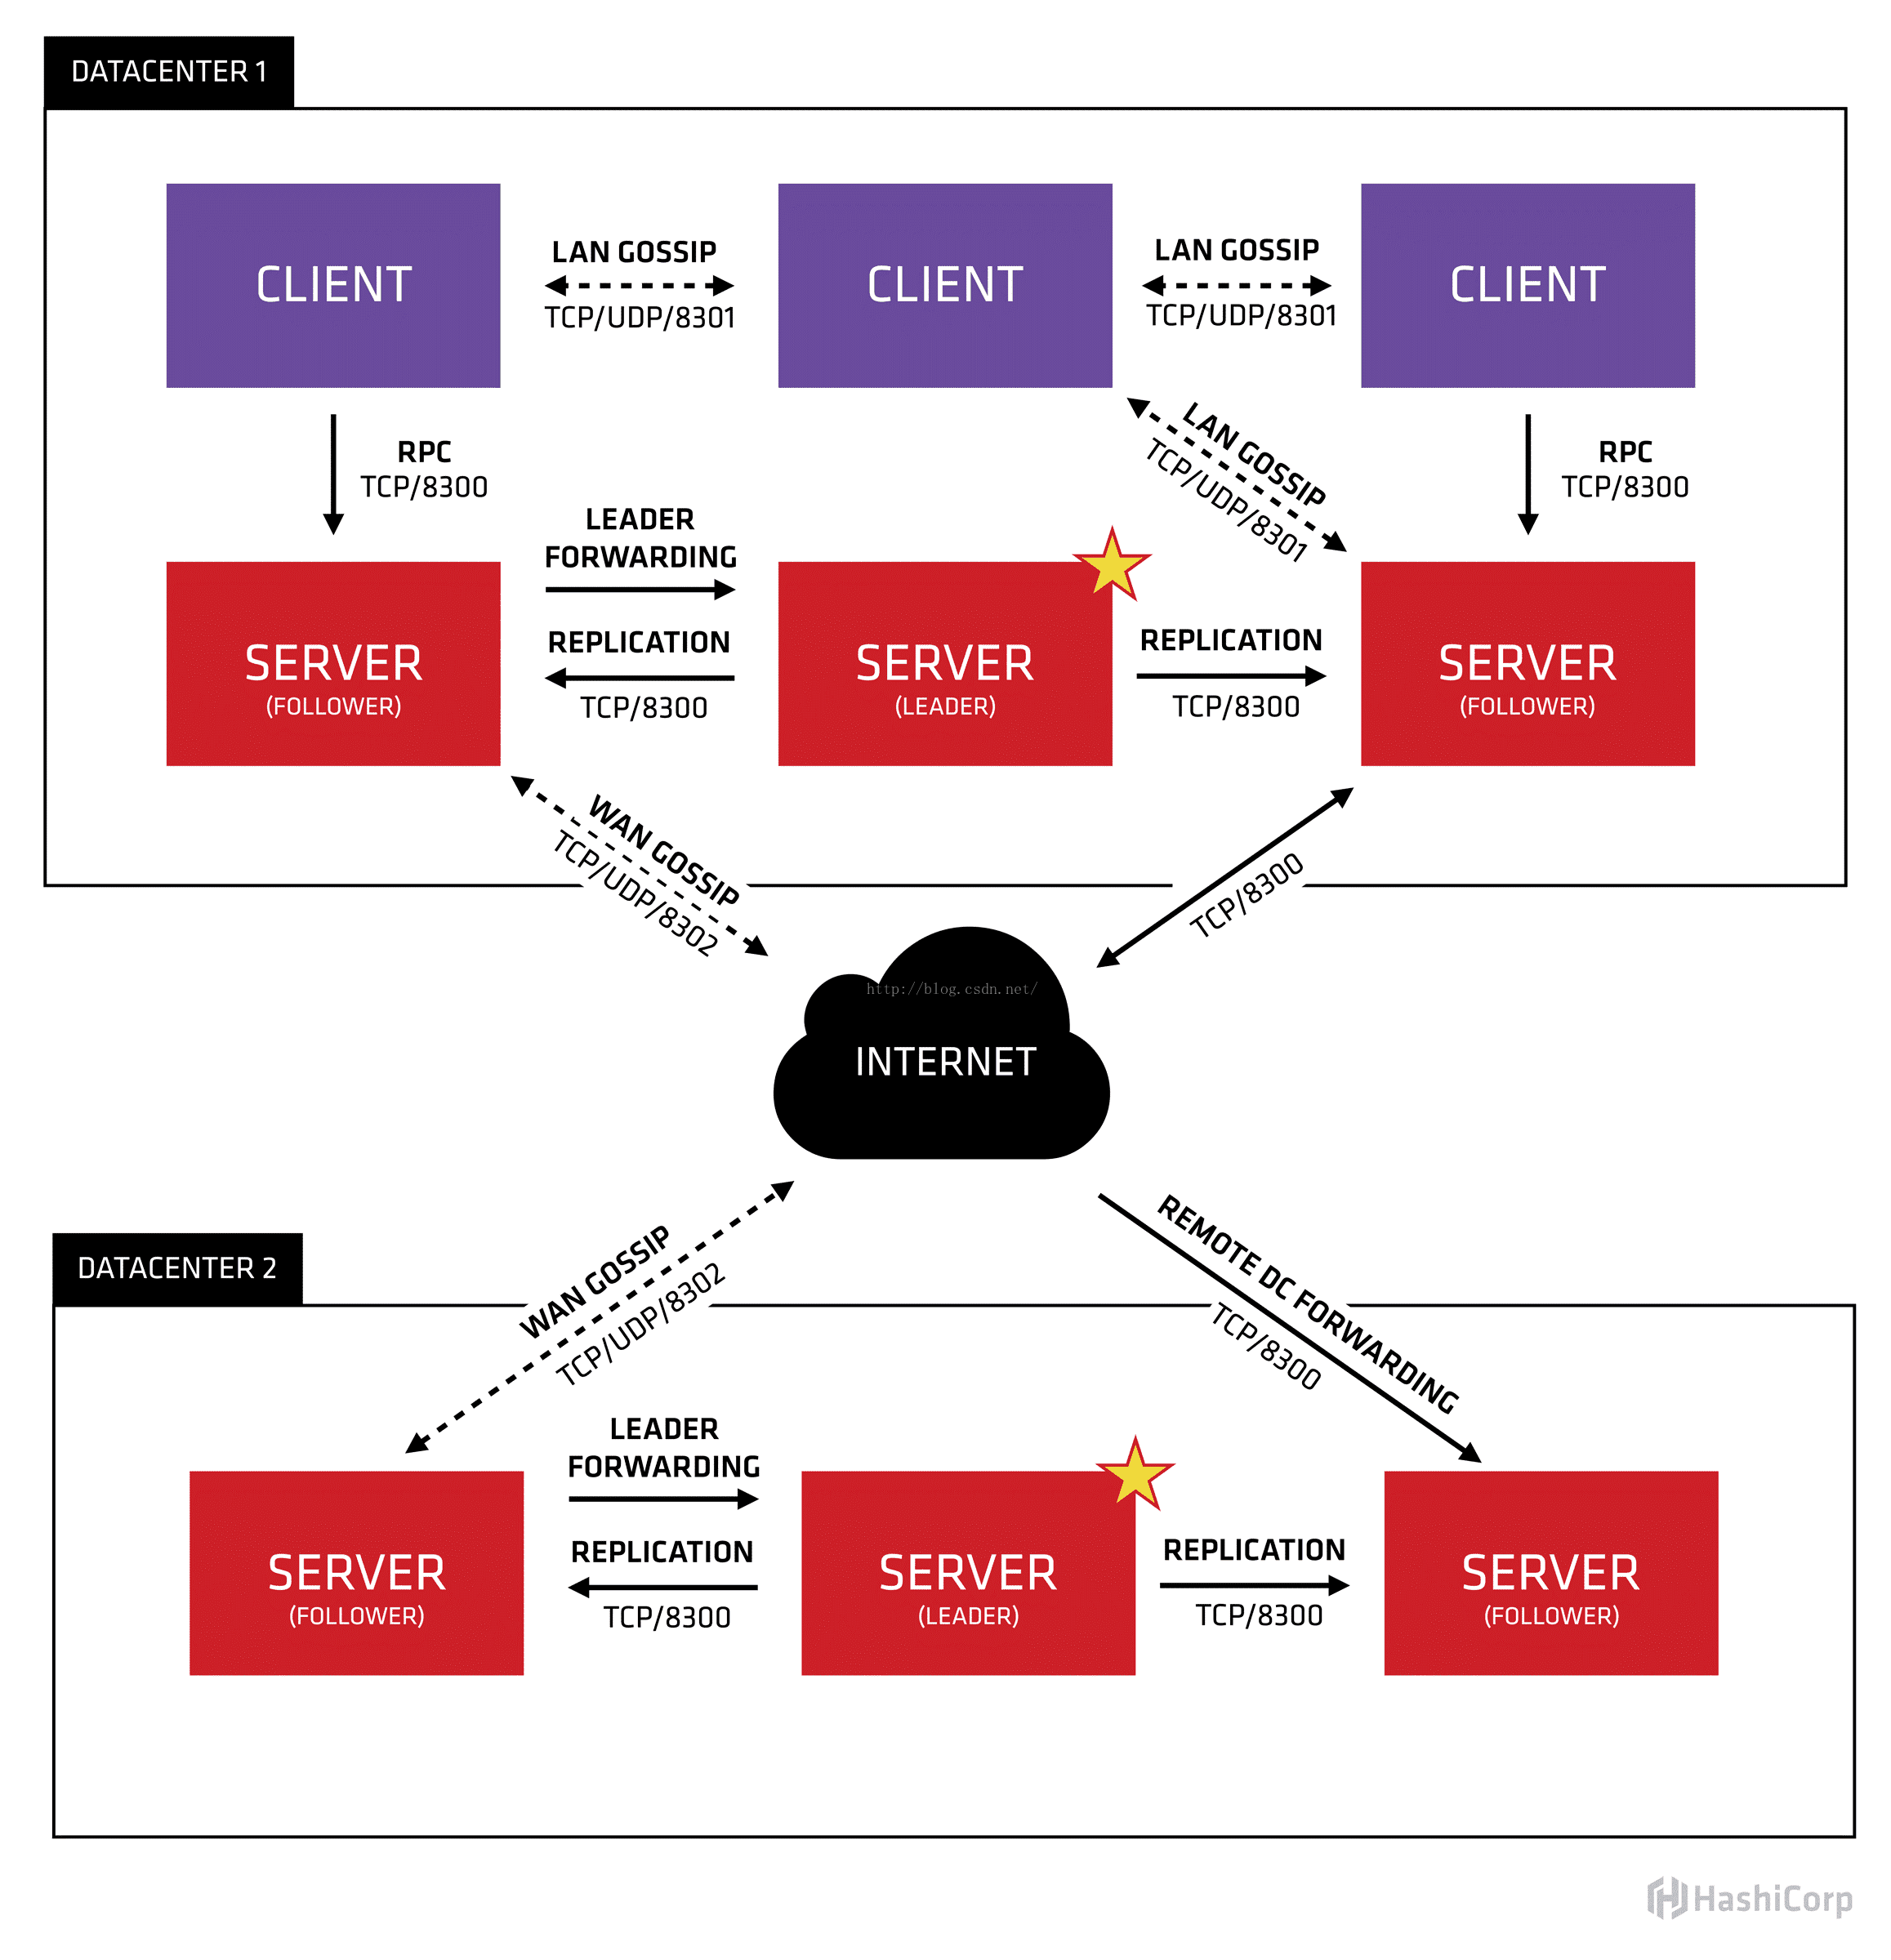 DATACENTER 1
CLIENT
LAN GOSSIP
TCP/UDP/8301
CLIENT
LAN GOSSIP
TCP/UDP/8301
CLIENT
RPC
TCP/8300
LAN GOSSIP
TCP/UDP/8301
RPC
TCP/8300
SERVER
(FOLLOWER)
LEADER
FORWARDING
REPLICATION
TCP/8300
SERVER
(LEADER)
REPLICATION
TCP/8300
SERVER
(FOLLOWER)
WAN GOSSIP
TCP/UDP/8302
TCP/8300
http://blog.csdn.net/
INTERNET
DATACENTER 2
WAN GOSSIP
TCP/UDP/8302
REMOTE DC FORWARDING
TCP/8300
SERVER
(FOLLOWER)
LEADER
FORWARDING
REPLICATION
TCP/8300
SERVER
(LEADER)
REPLICATION
TCP/8300
SERVER
(FOLLOWER)
HashiCorp